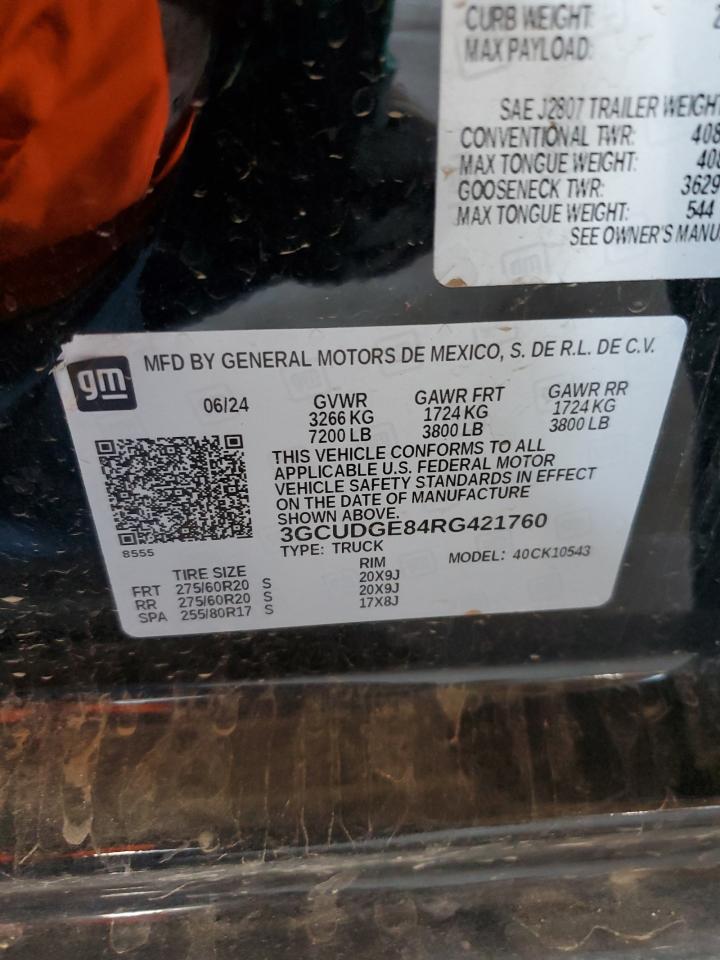 CURB WEIGHT:
MAX PAYLOAD:
SAE J2807 TRAILER WEIGHT
CONVENTIONAL TWR: 408
MAX TONGUE WEIGHT: 408
GOOSENECK TWR: 3629
MAX TONGUE WEIGHT: 544
SEE OWNER'S MANU
gm
MFD BY GENERAL MOTORS DE MEXICO, S. DE R.L. DE C.V.
06/24 GVWR GAWR FRT GAWR RR
3266 KG 1724 KG 1724 KG
7200 LB 3800 LB 3800 LB
THIS VEHICLE CONFORMS TO ALL
APPLICABLE U.S. FEDERAL MOTOR
VEHICLE SAFETY STANDARDS IN EFFECT
ON THE DATE OF MANUFACTURE
SHOWN ABOVE.
3GCUDGE84RG421760
8555
TYPE: TRUCK MODEL: 40CK10543
TIRE SIZE RIM
FRT 275/60R20 S 20X9J
RR 275/60R20 S 20X9J
SPA 255/80R17 S 17X8J